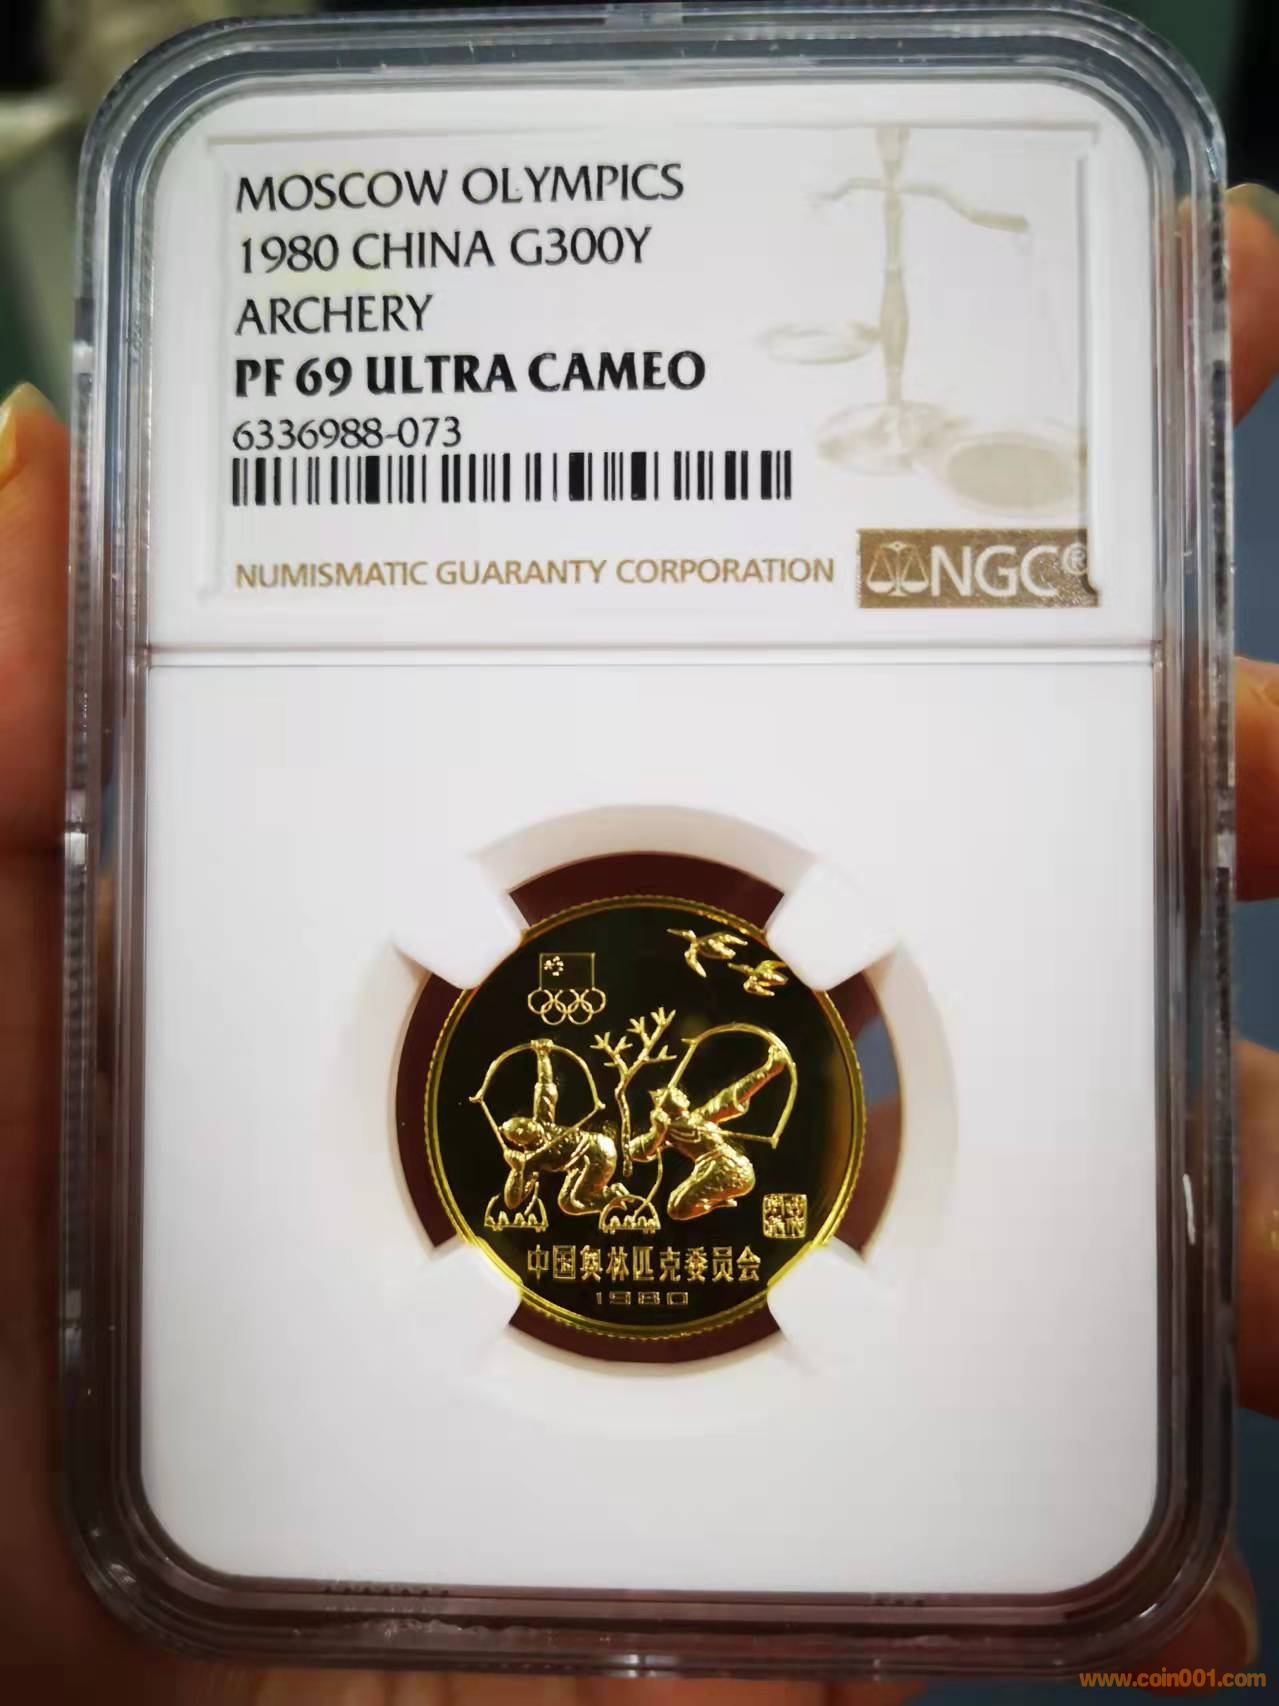 MOSCOW OLYMPICS
1980 CHINA G300Y
ARCHERY
PF 69 ULTRA CAMEO
6336988-073
NUMISMATIC GUARANTY CORPORATION
NGC®
中国奥林匹克委员会
1980
www.coin001.com